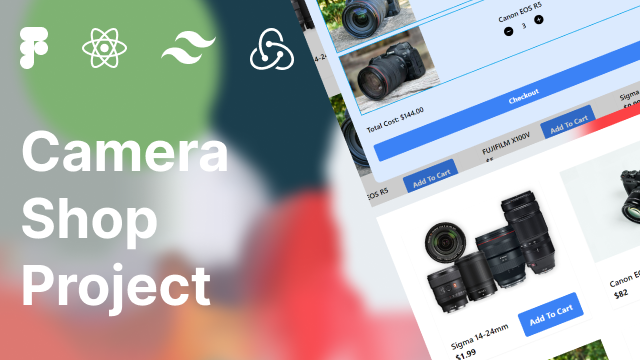 Camera
Shop
Project
Canon EOS R5
3
Checkout
Total Cost: $144.00
EOS R5
Add To Cart
FUJIFILM X100V
Add To Cart
Sigma
Sigma 14-24mm
$1.99
Add To Cart
Canon EO
$82